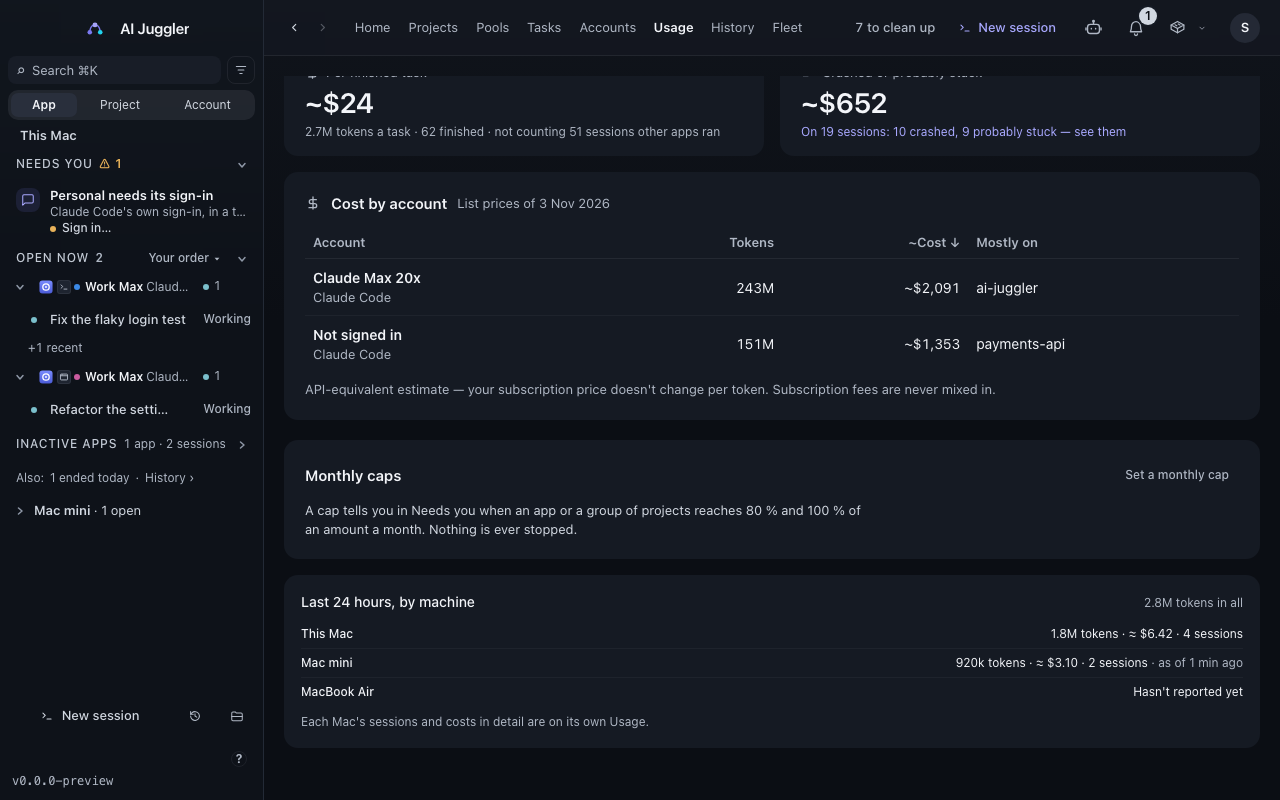 AI Juggler
Search ⌘K
App Project Account
This Mac
NEEDS YOU 1
Personal needs its sign-in
Claude Code's own sign-in, in a t…
Sign in…
OPEN NOW 2 Your order
Work Max Claud… 1
Fix the flaky login test Working
+1 recent
Work Max Claud… 1
Refactor the setti… Working
INACTIVE APPS 1 app · 2 sessions
Also: 1 ended today · History ›
Mac mini · 1 open
New session
?
v0.0.0-preview
Home Projects Pools Tasks Accounts Usage History Fleet 7 to clean up New session 1 S
~$24
2.7M tokens a task · 62 finished · not counting 51 sessions other apps ran
~$652
On 19 sessions: 10 crashed, 9 probably stuck — see them
$ Cost by account List prices of 3 Nov 2026
Account Tokens ~Cost ↓ Mostly on
Claude Max 20x
Claude Code
243M ~$2,091 ai-juggler
Not signed in
Claude Code
151M ~$1,353 payments-api
API-equivalent estimate — your subscription price doesn't change per token. Subscription fees are never mixed in.
Monthly caps Set a monthly cap
A cap tells you in Needs you when an app or a group of projects reaches 80 % and 100 % of
an amount a month. Nothing is ever stopped.
Last 24 hours, by machine 2.8M tokens in all
This Mac 1.8M tokens · ≈ $6.42 · 4 sessions
Mac mini 920k tokens · ≈ $3.10 · 2 sessions · as of 1 min ago
MacBook Air Hasn't reported yet
Each Mac's sessions and costs in detail are on its own Usage.